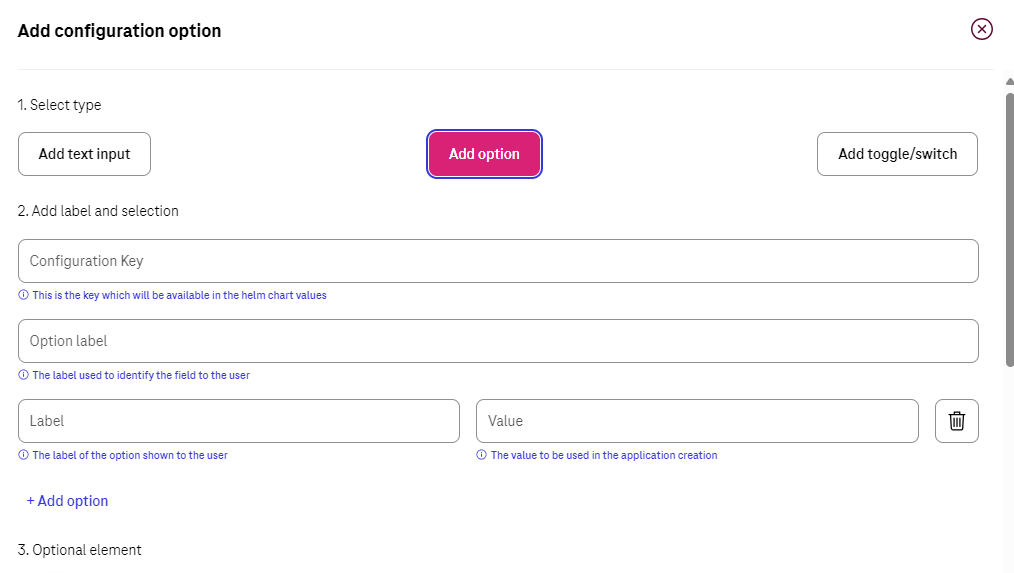 Add configuration option
1. Select type
Add text input
Add option
Add toggle/switch
2. Add label and selection
Configuration Key
This is the key which will be available in the helm chart values
Option label
The label used to identify the field to the user
Label
Value
The label of the option shown to the user
The value to be used in the application creation
+ Add option
3. Optional element